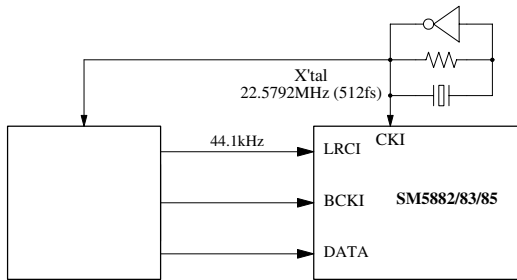 X'tal
22.5792MHz (512fs)
44.1kHz
CKI
LRCI
BCKI
SM5882/83/85
DATA